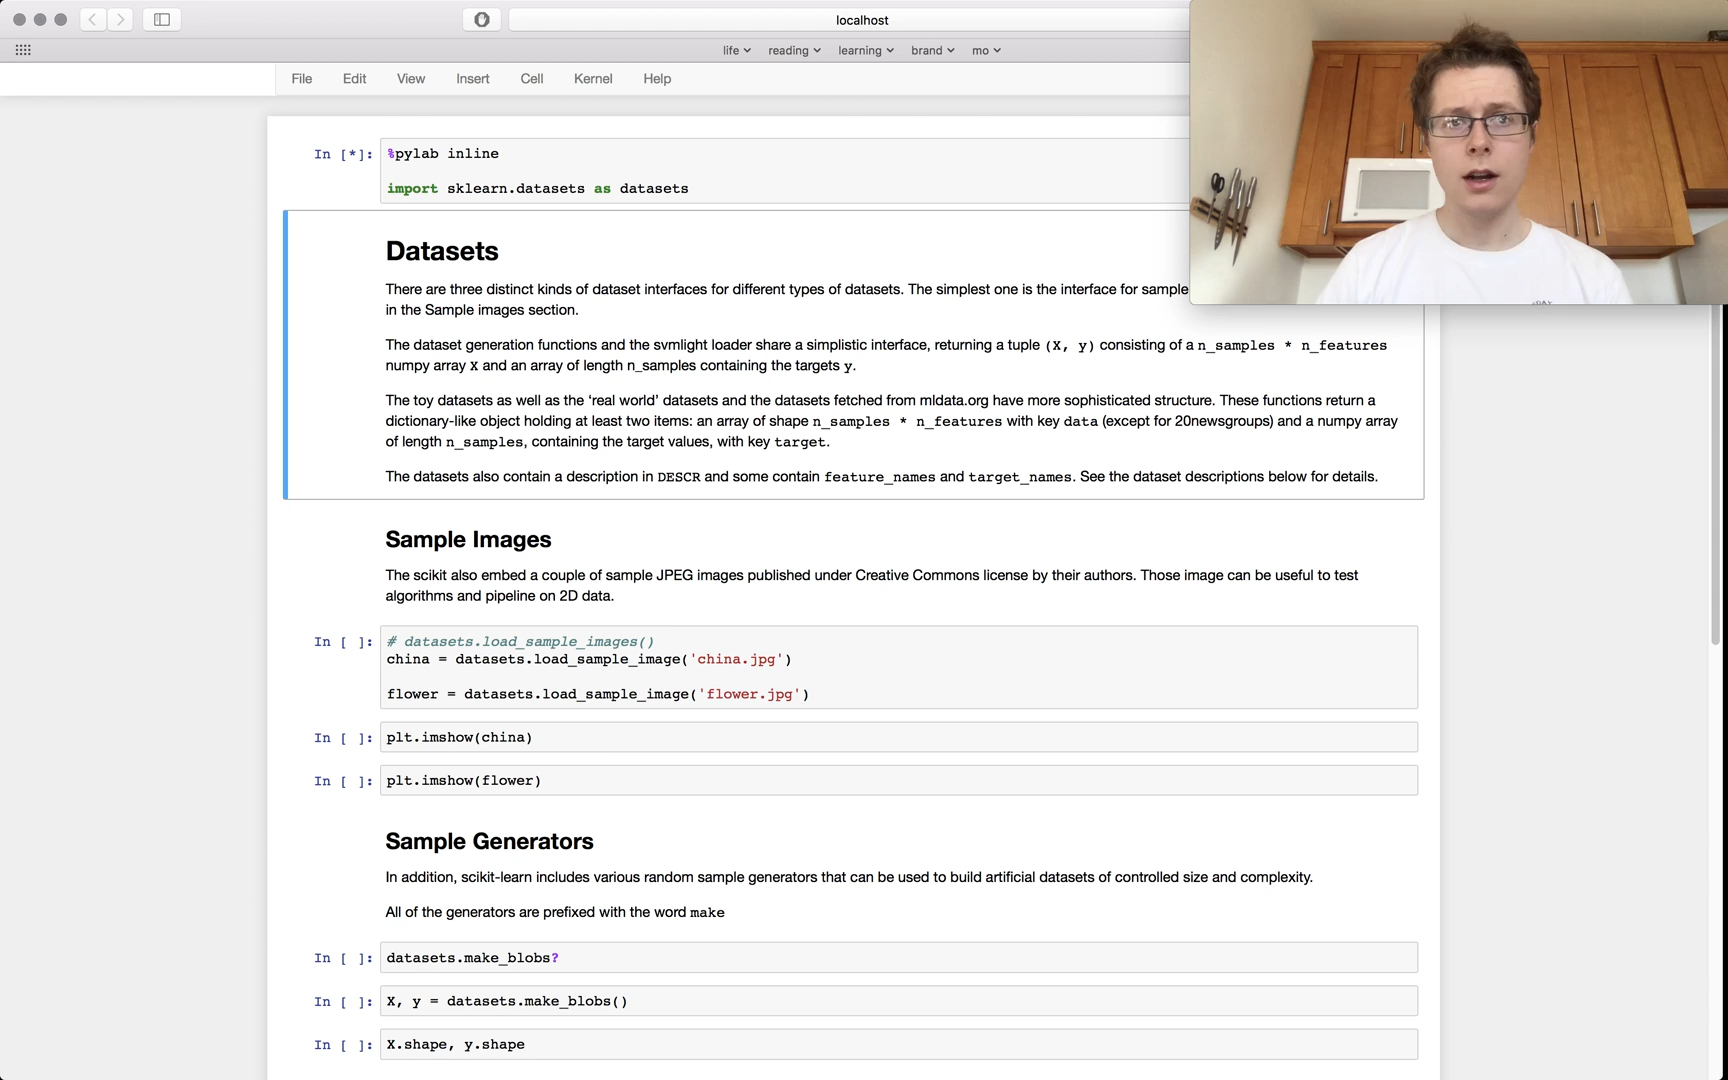 localhost
life reading learning brand mo
File Edit View Insert Cell Kernel Help
In [*]: %pylab inline
import sklearn.datasets as datasets
Datasets
There are three distinct kinds of dataset interfaces for different types of datasets. The simplest one is the interface for sample
in the Sample images section.
The dataset generation functions and the svmlight loader share a simplistic interface, returning a tuple (X, y) consisting of a n_samples * n_features
numpy array X and an array of length n_samples containing the targets y.
The toy datasets as well as the ‘real world’ datasets and the datasets fetched from mldata.org have more sophisticated structure. These functions return a
dictionary-like object holding at least two items: an array of shape n_samples * n_features with key data (except for 20newsgroups) and a numpy array
of length n_samples, containing the target values, with key target.
The datasets also contain a description in DESCR and some contain feature_names and target_names. See the dataset descriptions below for details.
Sample Images
The scikit also embed a couple of sample JPEG images published under Creative Commons license by their authors. Those image can be useful to test
algorithms and pipeline on 2D data.
In [ ]: # datasets.load_sample_images()
china = datasets.load_sample_image('china.jpg')
flower = datasets.load_sample_image('flower.jpg')
In [ ]: plt.imshow(china)
In [ ]: plt.imshow(flower)
Sample Generators
In addition, scikit-learn includes various random sample generators that can be used to build artificial datasets of controlled size and complexity.
All of the generators are prefixed with the word make
In [ ]: datasets.make_blobs?
In [ ]: X, y = datasets.make_blobs()
In [ ]: X.shape, y.shape